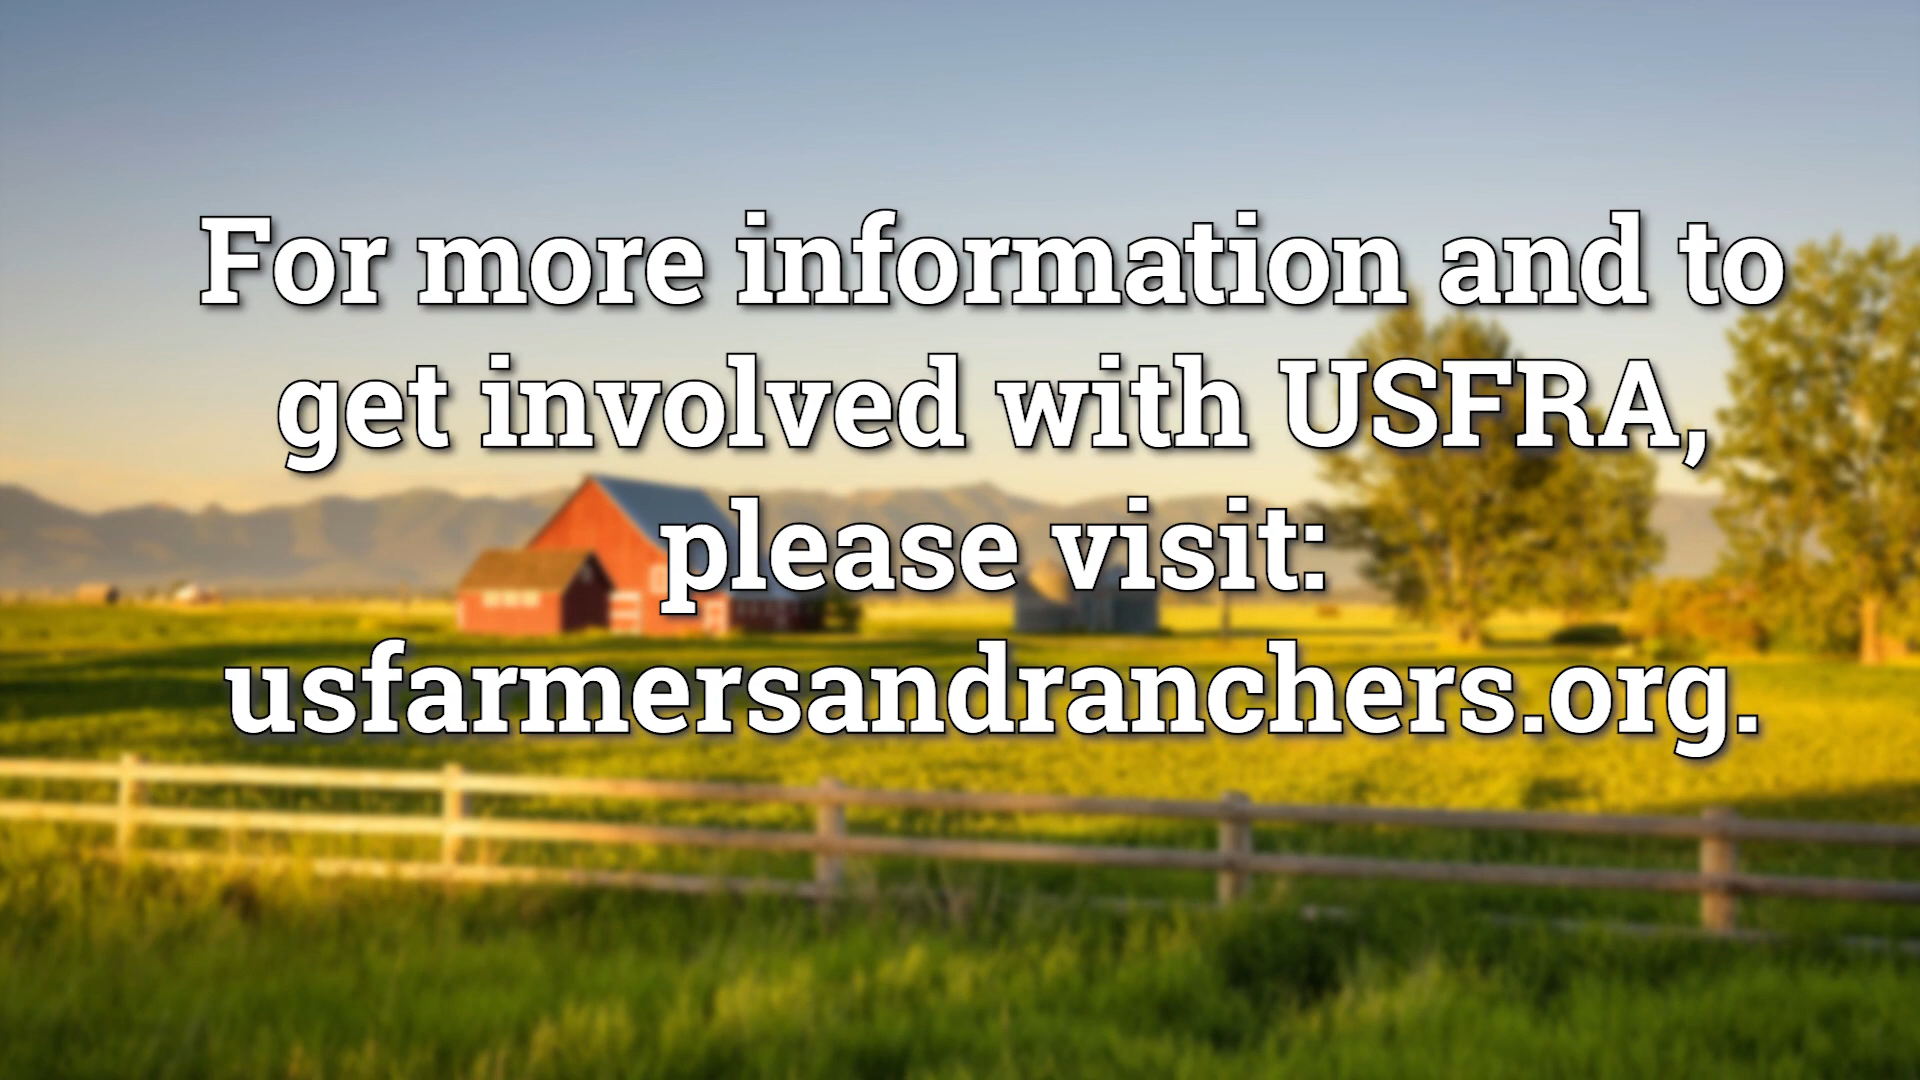 For more information and to
get involved with USFRA,
please visit:
usfarmersandranchers.org.